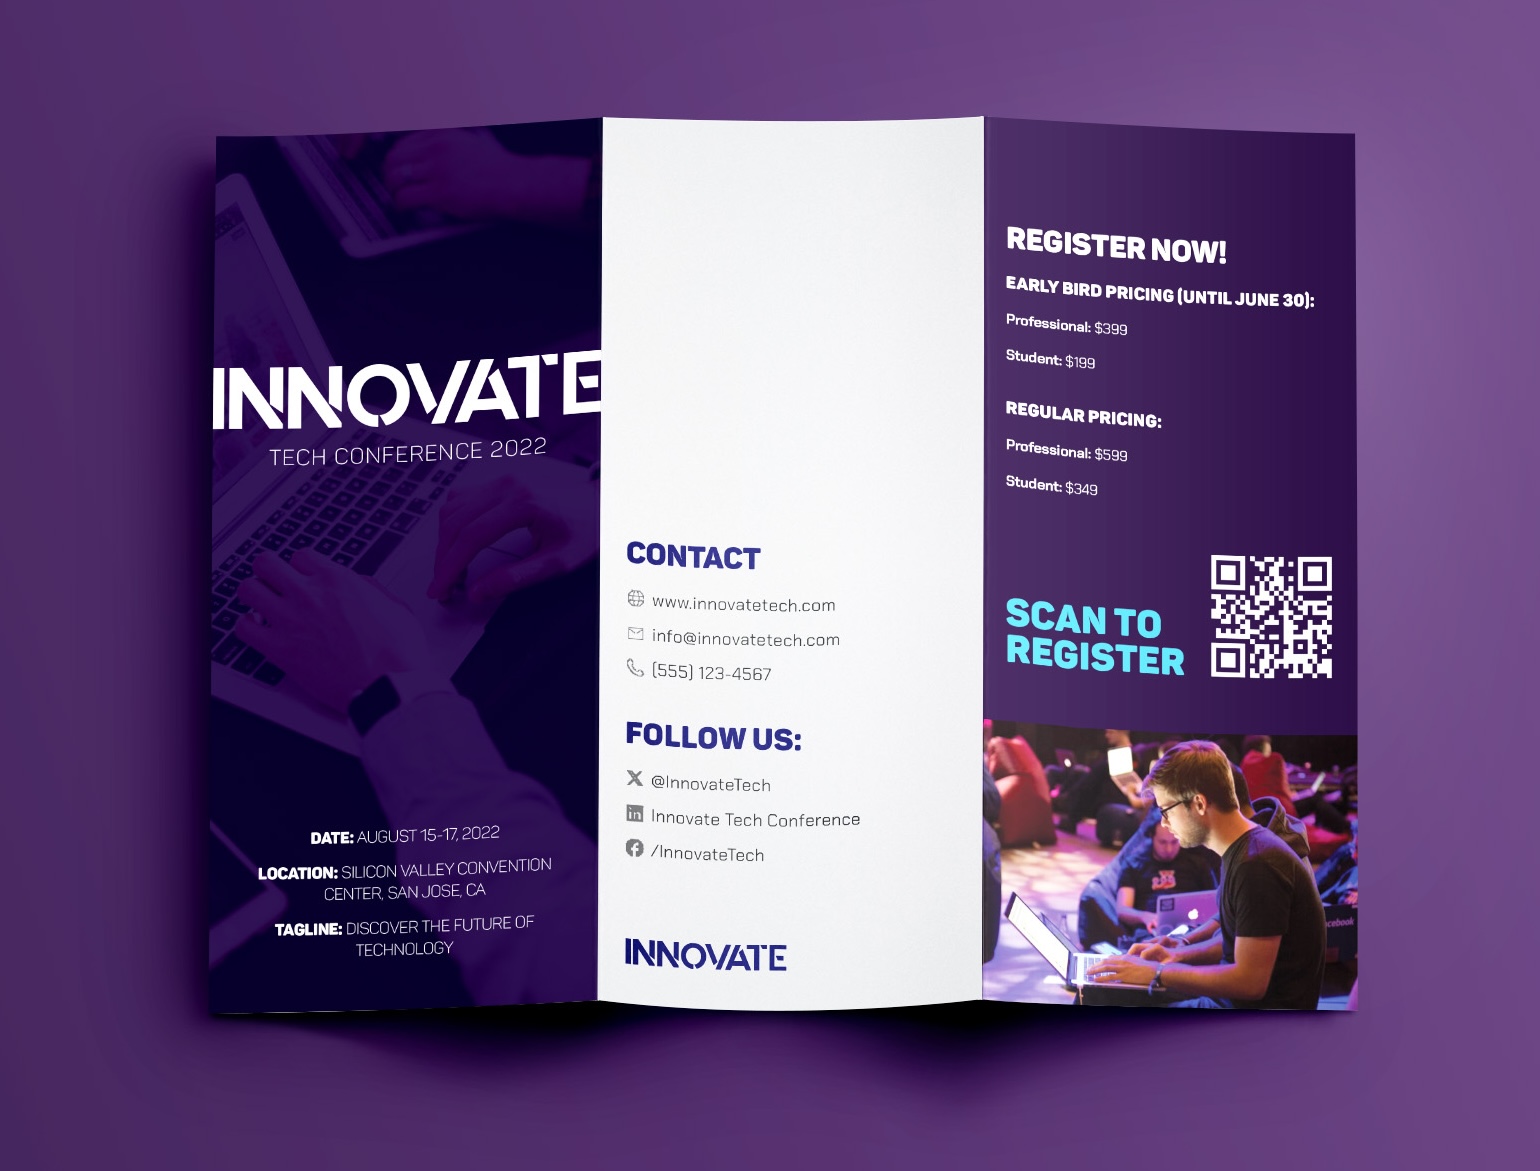 INNOVATE
TECH CONFERENCE 2022
DATE: AUGUST 15-17, 2022
LOCATION: SILICON VALLEY CONVENTION
CENTER, SAN JOSE, CA
TAGLINE: DISCOVER THE FUTURE OF
TECHNOLOGY
CONTACT
www.innovatetech.com
info@innovatetech.com
(555) 123-4567
FOLLOW US:
@InnovateTech
in Innovate Tech Conference
/InnovateTech
INNOVATE
REGISTER NOW!
EARLY BIRD PRICING (UNTIL JUNE 30):
Professional: $399
Student: $199
REGULAR PRICING:
Professional: $599
Student: $349
SCAN TO
REGISTER
facebook